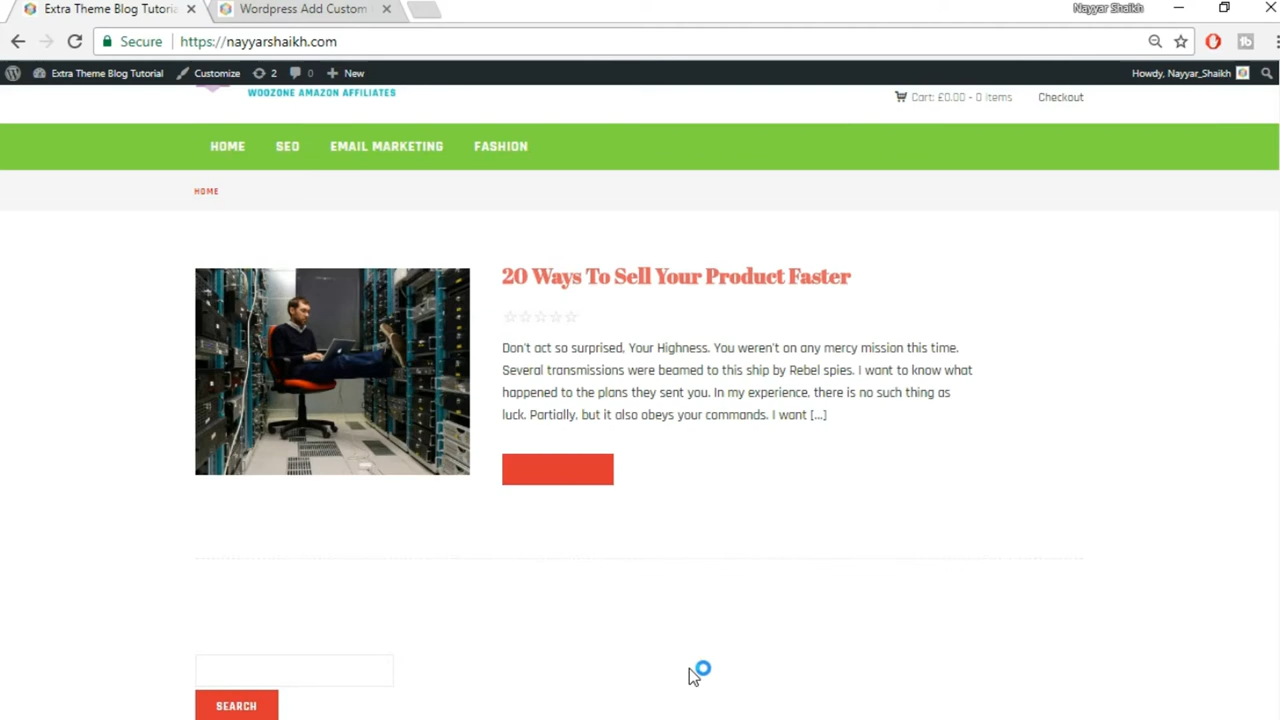 Extra Theme Blog Tutoria
Wordpress Add Custom
Nayyar Shaikh
Secure https://nayyarshaikh.com
Extra Theme Blog Tutorial Customize 2 0 New Howdy, Nayyar_Shaikh
WOOZONE AMAZON AFFILIATES
Cart: £0.00 - 0 Items Checkout
HOME SEO EMAIL MARKETING FASHION
HOME
20 Ways To Sell Your Product Faster
Don't act so surprised, Your Highness. You weren't on any mercy mission this time.
Several transmissions were beamed to this ship by Rebel spies. I want to know what
happened to the plans they sent you. In my experience, there is no such thing as
luck. Partially, but it also obeys your commands. I want [...]
SEARCH